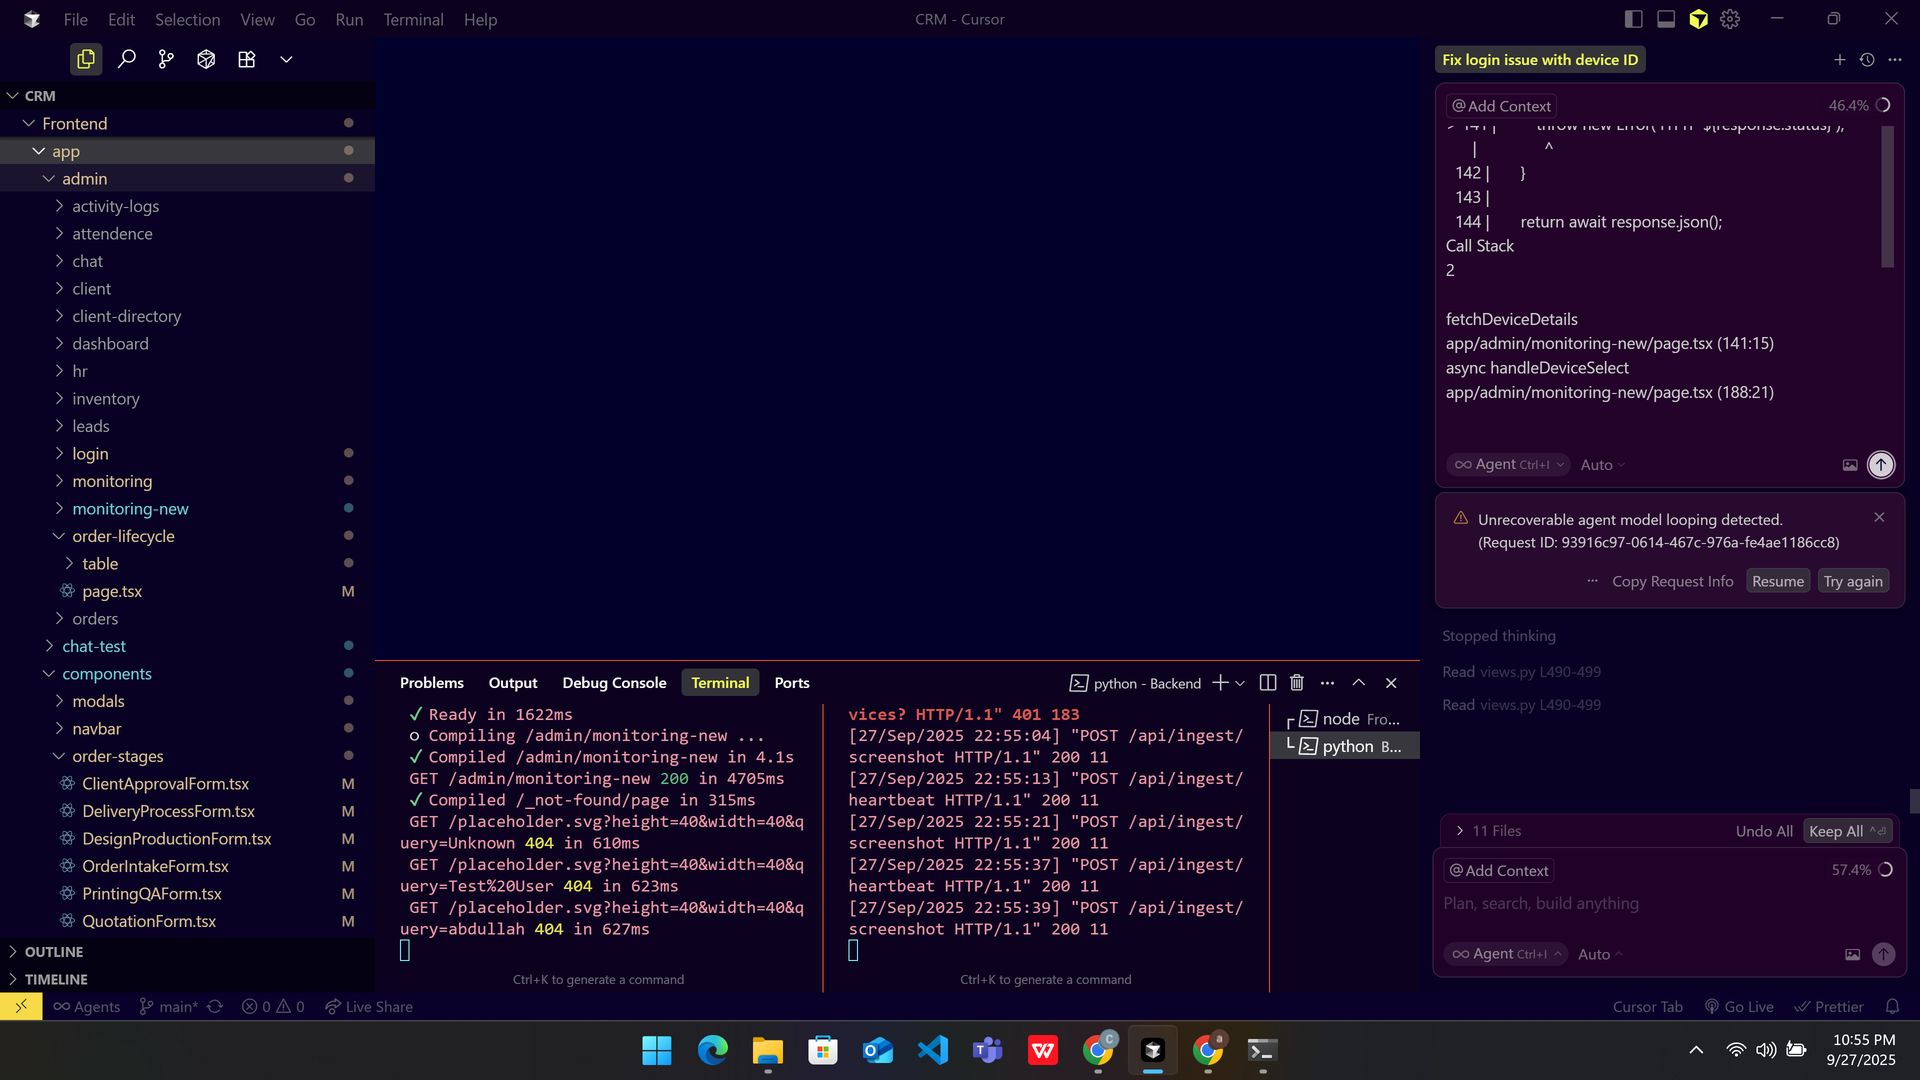 File Edit Selection View Go Run Terminal Help
CRM - Cursor
CRM
Frontend
app
admin
activity-logs
attendence
chat
client
client-directory
dashboard
hr
inventory
leads
login
monitoring
monitoring-new
order-lifecycle
table
page.tsx M
orders
chat-test
components
modals
navbar
order-stages
ClientApprovalForm.tsx M
DeliveryProcessForm.tsx M
DesignProductionForm.tsx M
OrderIntakeForm.tsx M
PrintingQAForm.tsx M
QuotationForm.tsx M
OUTLINE
TIMELINE
Problems Output Debug Console Terminal Ports
python - Backend
✓ Ready in 1622ms
○ Compiling /admin/monitoring-new ...
✓ Compiled /admin/monitoring-new in 4.1s
GET /admin/monitoring-new 200 in 4705ms
✓ Compiled /_not-found/page in 315ms
GET /placeholder.svg?height=40&width=40&q
uery=Unknown 404 in 610ms
GET /placeholder.svg?height=40&width=40&q
uery=Test%20User 404 in 623ms
GET /placeholder.svg?height=40&width=40&q
uery=abdullah 404 in 627ms
Ctrl+K to generate a command
vices? HTTP/1.1" 401 183
[27/Sep/2025 22:55:04] "POST /api/ingest/
screenshot HTTP/1.1" 200 11
[27/Sep/2025 22:55:13] "POST /api/ingest/
heartbeat HTTP/1.1" 200 11
[27/Sep/2025 22:55:21] "POST /api/ingest/
screenshot HTTP/1.1" 200 11
[27/Sep/2025 22:55:37] "POST /api/ingest/
heartbeat HTTP/1.1" 200 11
[27/Sep/2025 22:55:39] "POST /api/ingest/
screenshot HTTP/1.1" 200 11
Ctrl+K to generate a command
node Fro...
python B...
Fix login issue with device ID
@ Add Context 46.4%
> 141 | throw new Error(`HTTP ${response.status}`);
| ^
142 | }
143 |
144 | return await response.json();
Call Stack
2
fetchDeviceDetails
app/admin/monitoring-new/page.tsx (141:15)
async handleDeviceSelect
app/admin/monitoring-new/page.tsx (188:21)
∞ Agent Ctrl+I Auto
Unrecoverable agent model looping detected.
(Request ID: 93916c97-0614-467c-976a-fe4ae1186cc8)
Copy Request Info Resume Try again
Stopped thinking
Read views.py L490-499
Read views.py L490-499
11 Files Undo All Keep All
@ Add Context 57.4%
Plan, search, build anything
∞ Agent Ctrl+I Auto
∞ Agents main* 0 0 Live Share
Cursor Tab Go Live Prettier
C a
10:55 PM
9/27/2025